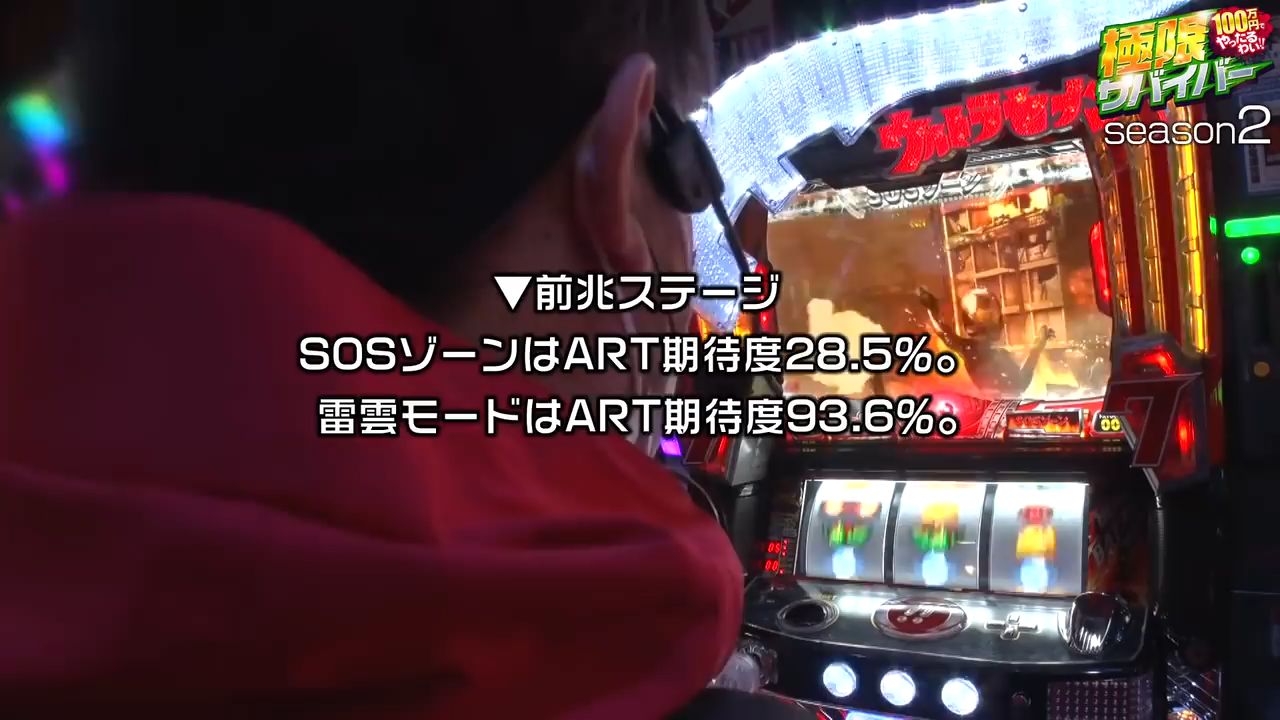 極限
サバイバー
100万円で
やったる
わい!!
season2
ウルトラセブン
SOSゾーン
▼前兆ステージ
SOSゾーンはART期待度28.5%。
雷雲モードはART期待度93.6%。
00
7